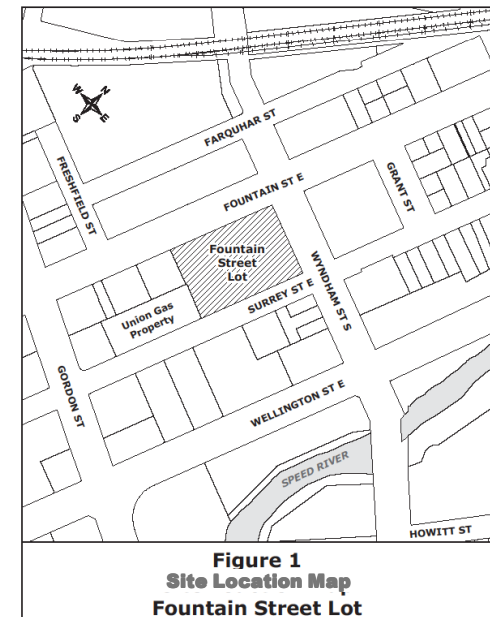 N
W
E
S
FARQUHAR ST
FRESHFIELD ST
GRANT ST
FOUNTAIN ST E
Fountain
Street
Lot
WYNDHAM ST S
SURREY ST E
Union Gas
Property
GORDON ST
WELLINGTON ST E
SPEED RIVER
HOWITT ST
Figure 1
Site Location Map
Fountain Street Lot